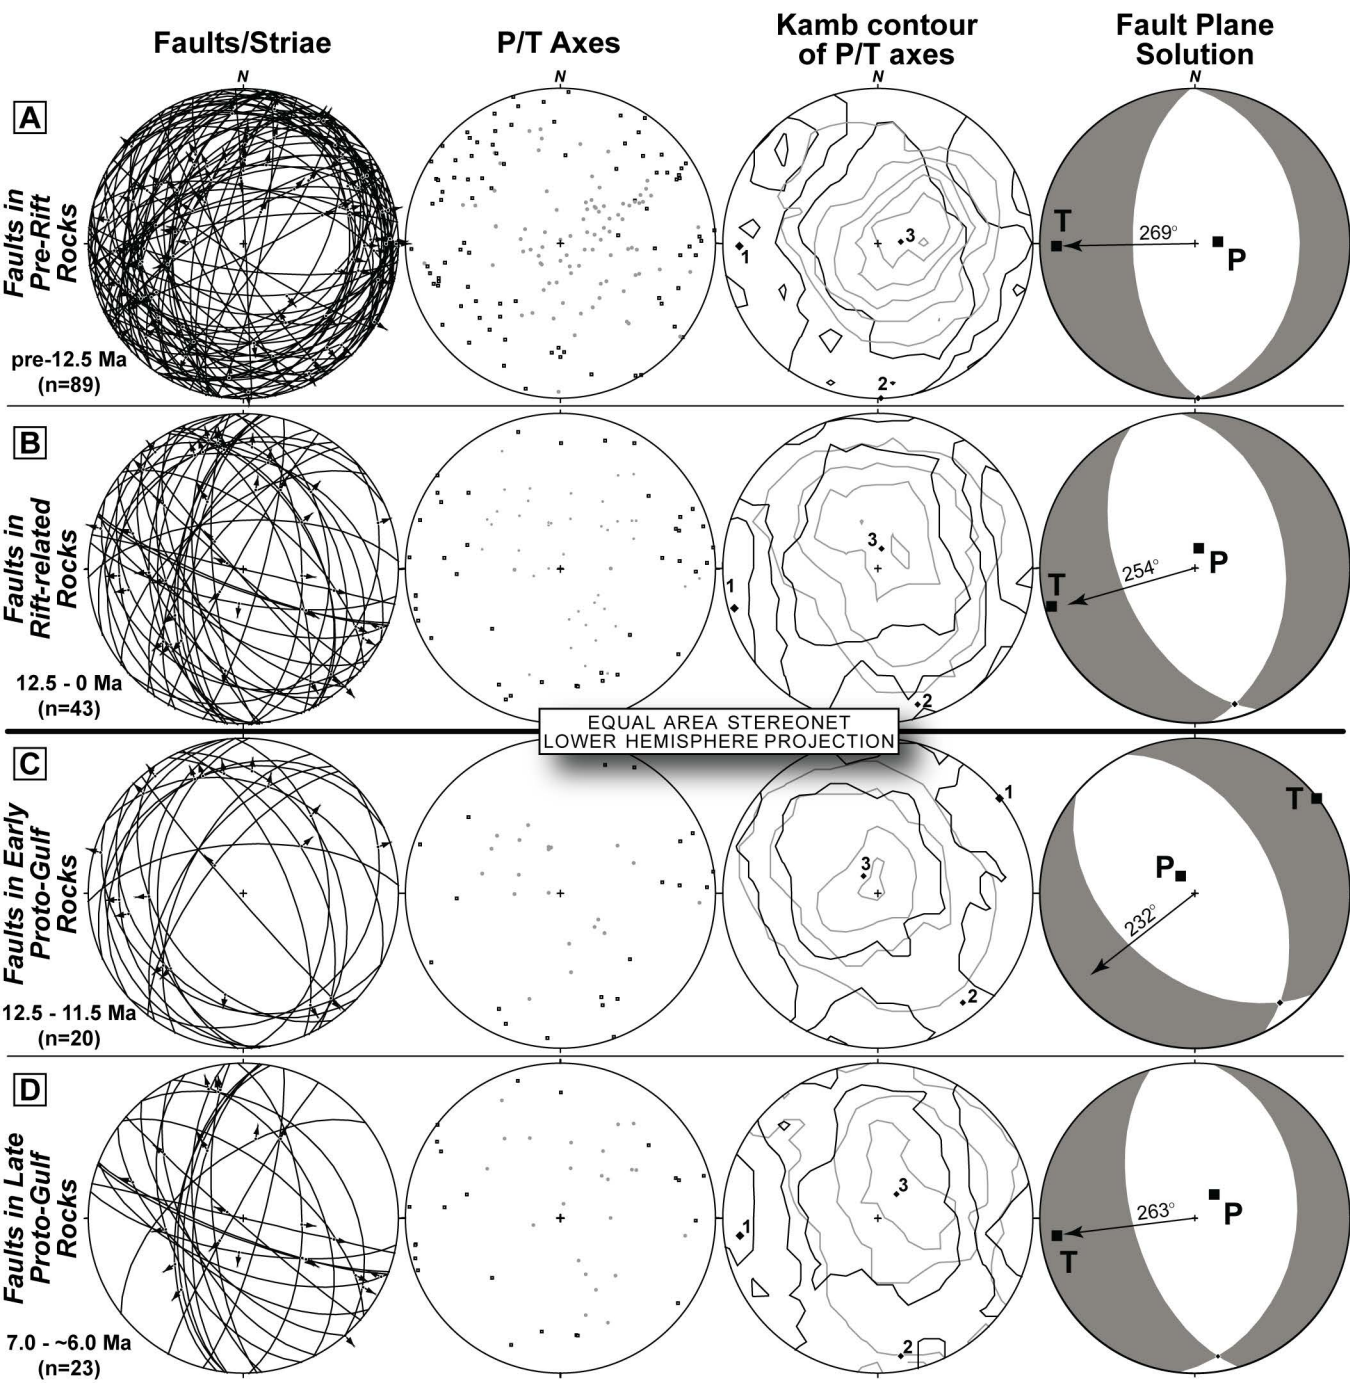 Faults/Striae
P/T Axes
Kamb contour
of P/T axes
Fault Plane
Solution
N
N
N
N
A
Faults in
Pre-Rift
Rocks
pre-12.5 Ma
(n=89)
1
2
3
T
269°
P
B
Faults in
Rift-related
Rocks
12.5 - 0 Ma
(n=43)
1
2
3
T
254°
P
EQUAL AREA STEREONET
LOWER HEMISPHERE PROJECTION
C
Faults in Early
Proto-Gulf
Rocks
12.5 - 11.5 Ma
(n=20)
1
2
3
T
P
232°
D
Faults in Late
Proto-Gulf
Rocks
7.0 - ~6.0 Ma
(n=23)
1
2
3
263°
P
T